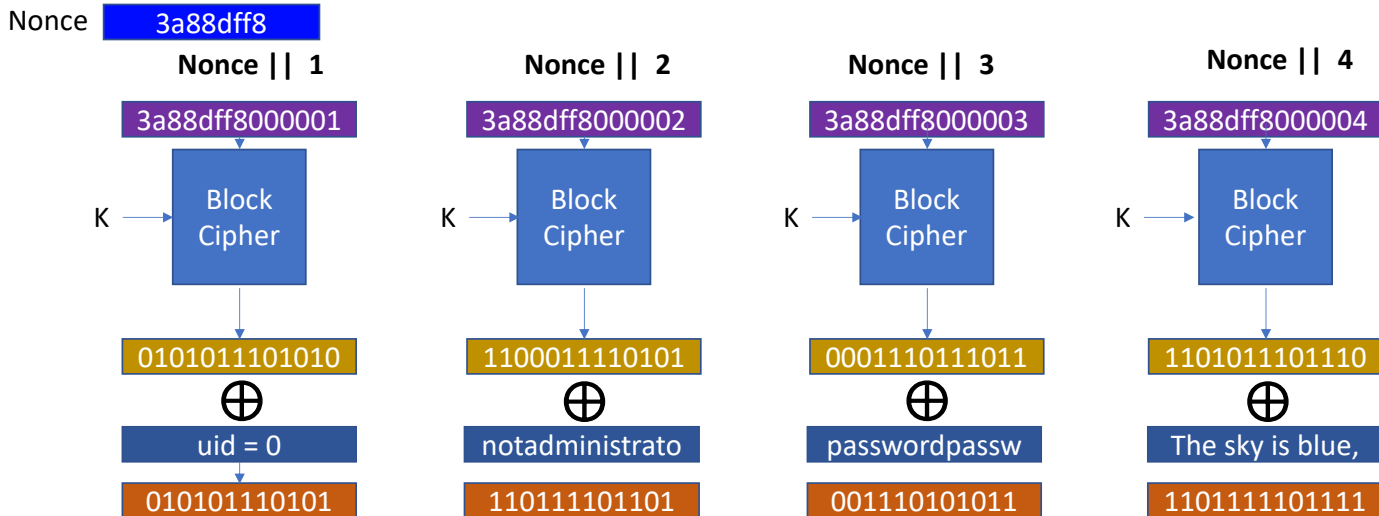 Nonce 3a88dff8
Nonce || 1 Nonce || 2 Nonce || 3 Nonce || 4
3a88dff8000001 3a88dff8000002 3a88dff8000003 3a88dff8000004
K Block Cipher K Block Cipher K Block Cipher K Block Cipher
0101011101010 1100011110101 0001110111011 1101011101110
uid = 0 notadministrato passwordpassw The sky is blue,
010101110101 110111101101 001110101011 1101111101111